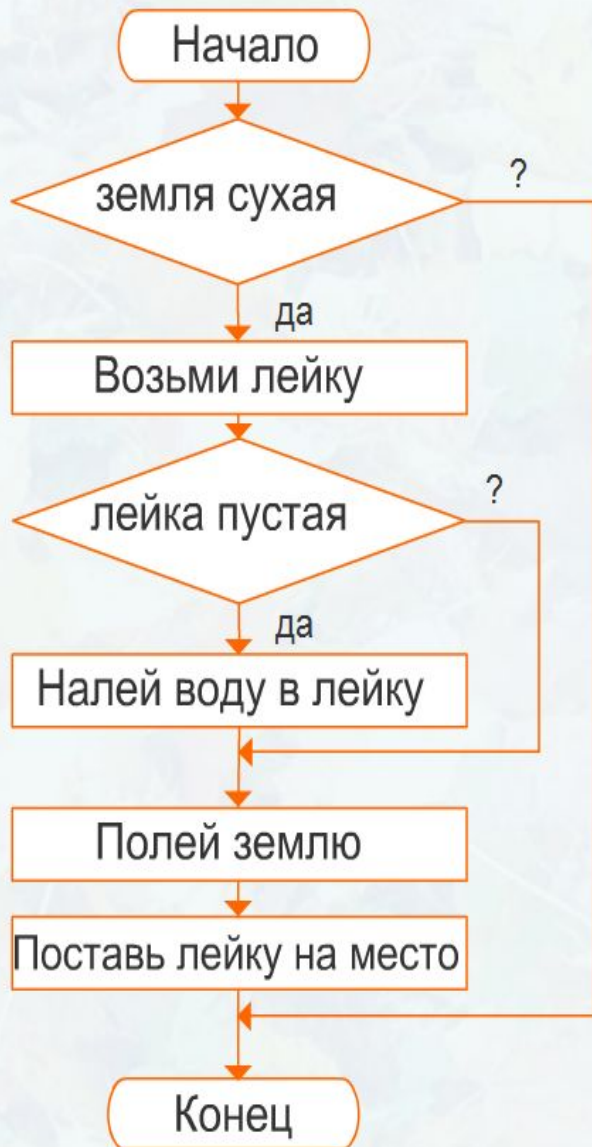 Начало
земля сухая
?
да
Возьми лейку
лейка пустая
?
да
Налей воду в лейку
Полей землю
Поставь лейку на место
Конец